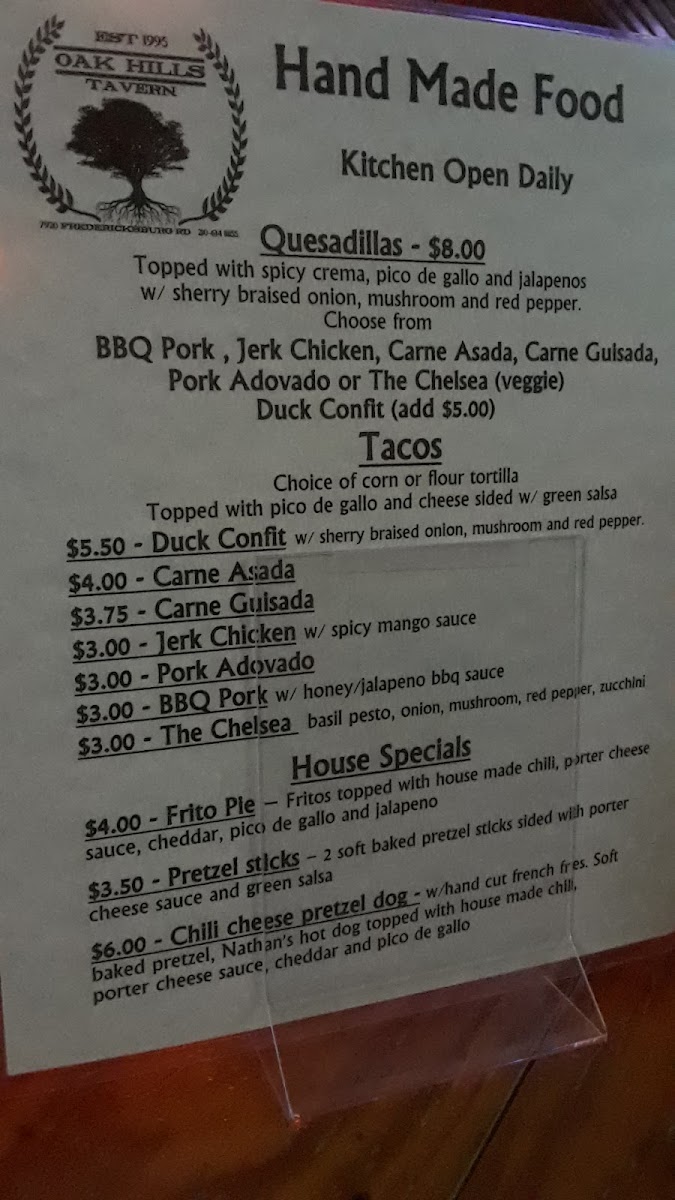 EST 1995
OAK HILLS
TAVERN
7920 FREDERICKSBURG RD
Hand Made Food
Kitchen Open Daily
Quesadillas - $8.00
Topped with spicy crema, pico de gallo and jalapenos
w/ sherry braised onion, mushroom and red pepper.
Choose from
BBQ Pork , Jerk Chicken, Carne Asada, Carne Guisada,
Pork Adovado or The Chelsea (veggie)
Duck Confit (add $5.00)
Tacos
Choice of corn or flour tortilla
Topped with pico de gallo and cheese sided w/ green salsa
$5.50 - Duck Confit w/ sherry braised onion, mushroom and red pepper.
$4.00 - Carne Asada
$3.75 - Carne Guisada
$3.00 - Jerk Chicken w/ spicy mango sauce
$3.00 - Pork Adovado
$3.00 - BBQ Pork w/ honey/jalapeno bbq sauce
$3.00 - The Chelsea basil pesto, onion, mushroom, red pepper, zucchini
House Specials
$4.00 - Frito Pie – Fritos topped with house made chili, porter cheese
sauce, cheddar, pico de gallo and jalapeno
$3.50 - Pretzel sticks – 2 soft baked pretzel sticks sided with porter
cheese sauce and green salsa
$6.00 - Chili cheese pretzel dog - w/hand cut french fries. Soft
baked pretzel, Nathan's hot dog topped with house made chili,
porter cheese sauce, cheddar and pico de gallo